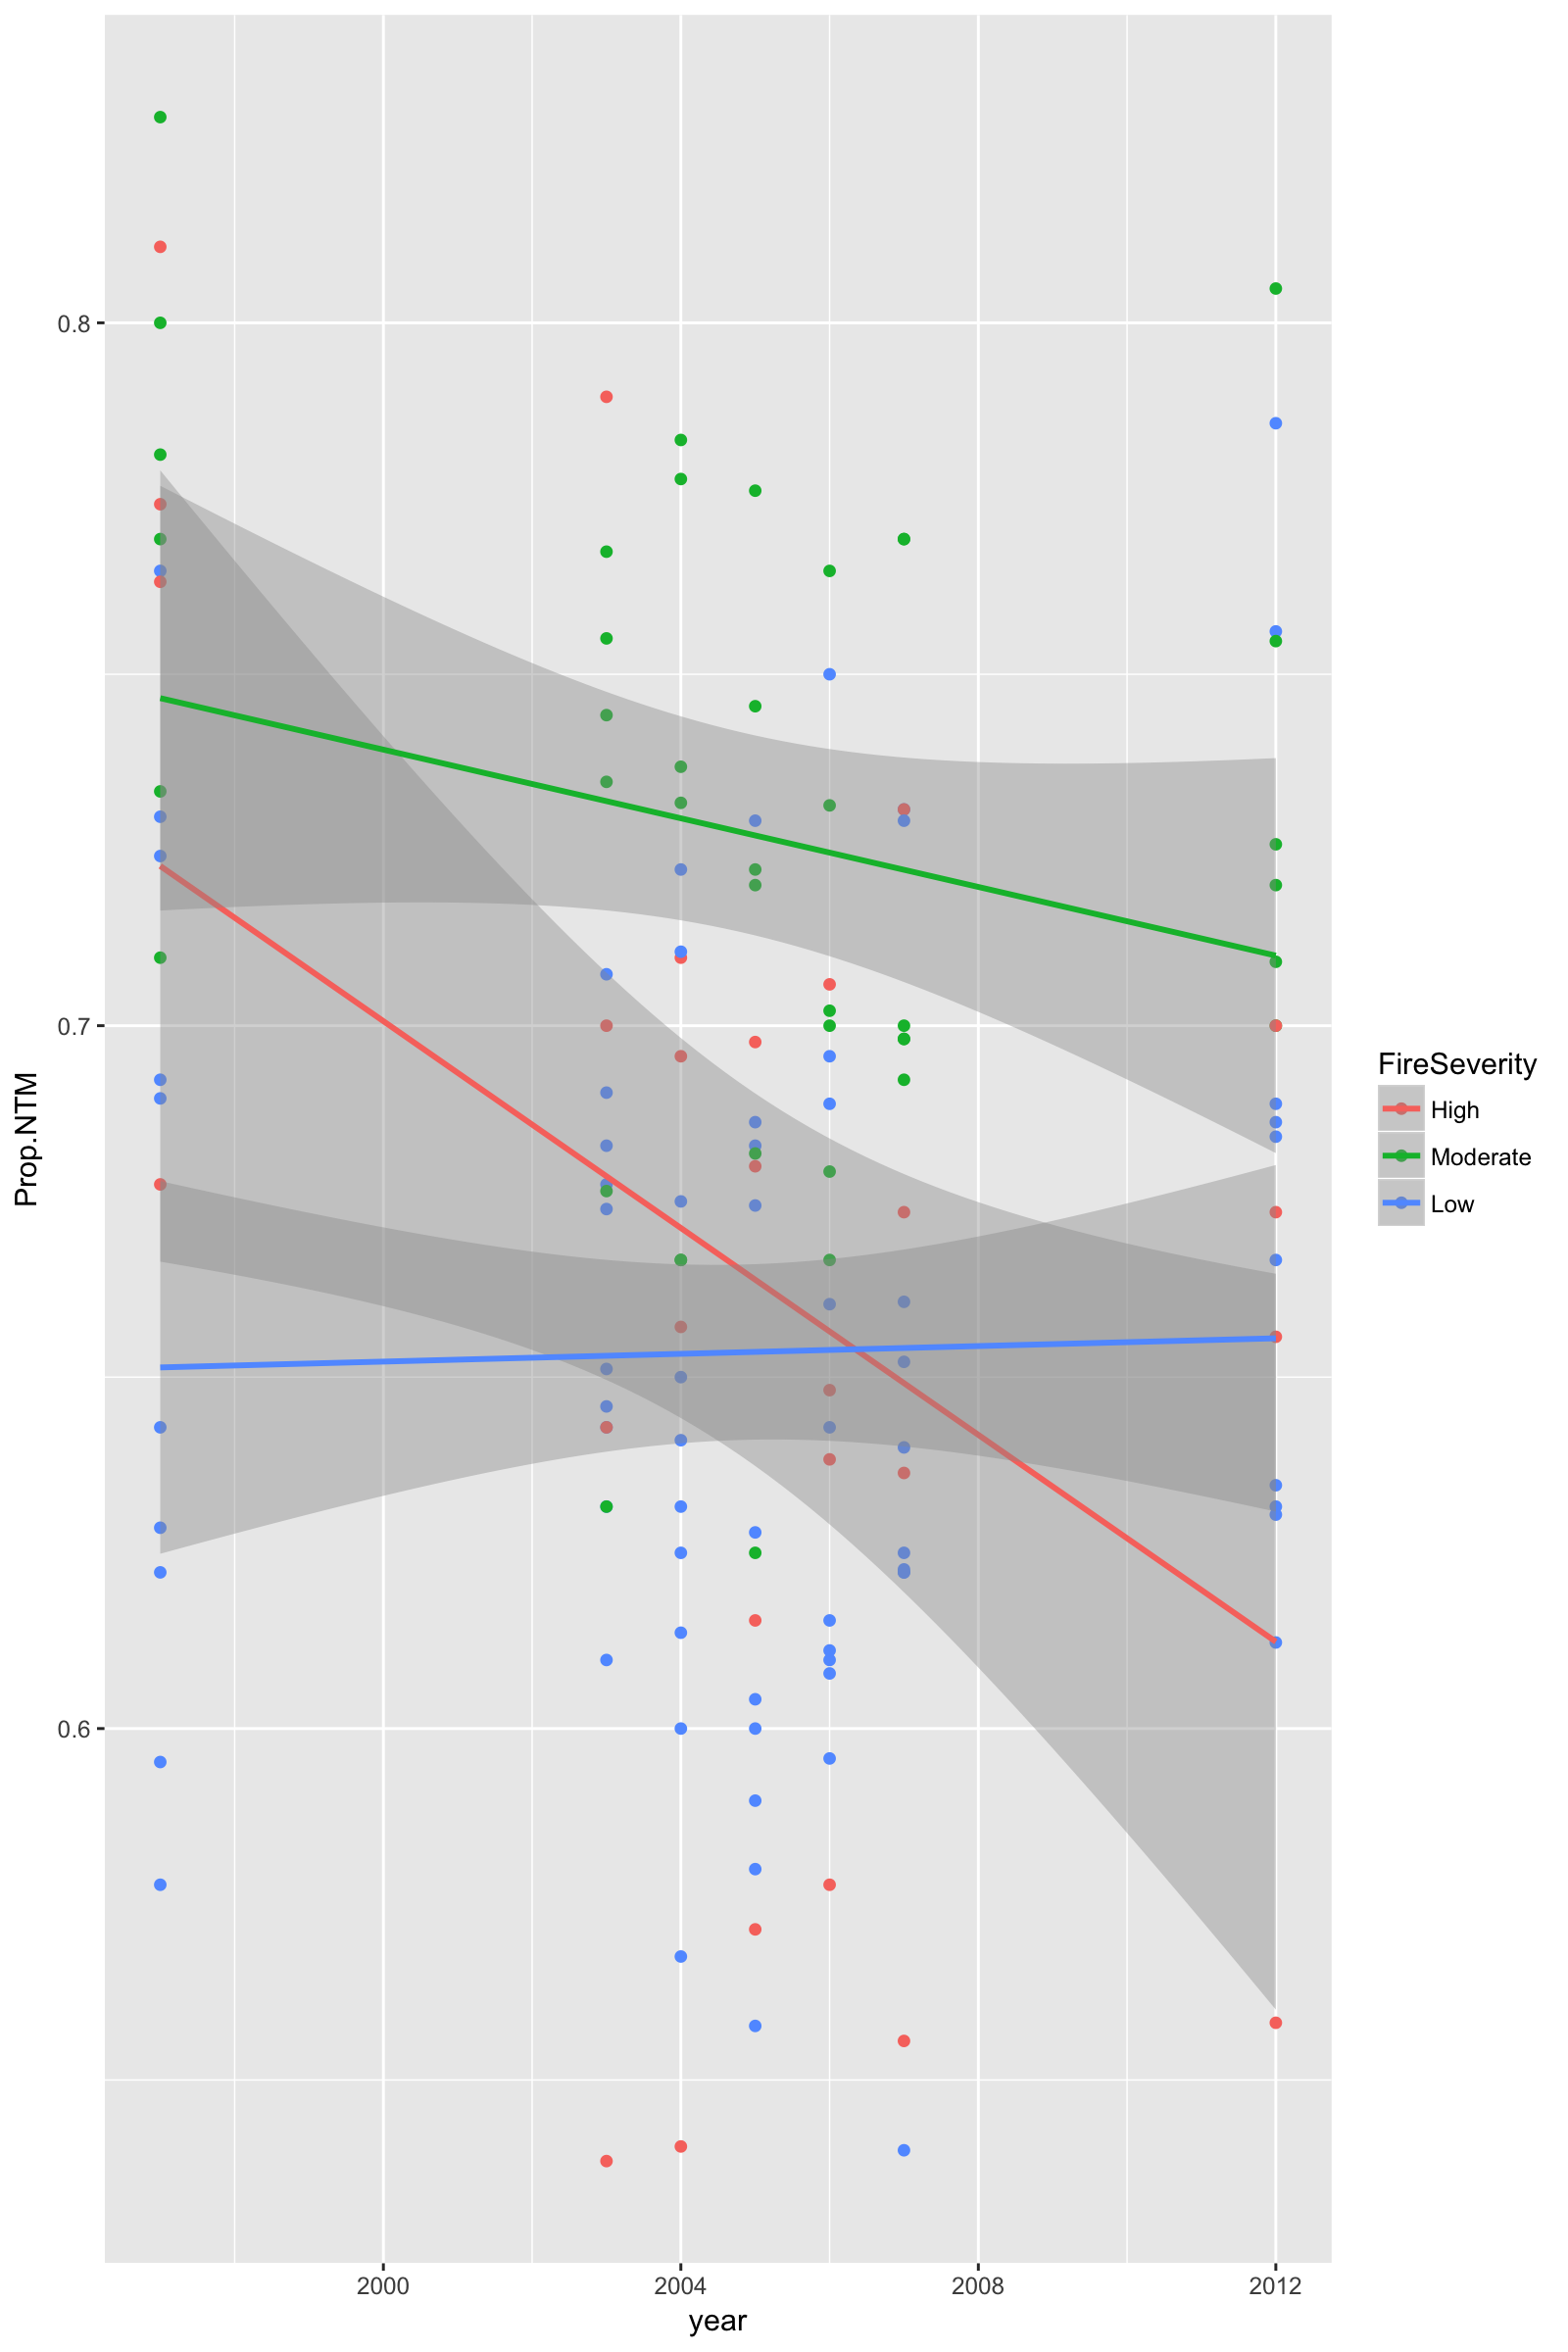 0.8
0.7
0.6
Prop.NTM
2000
2004
2008
2012
year
FireSeverity
High
Moderate
Low